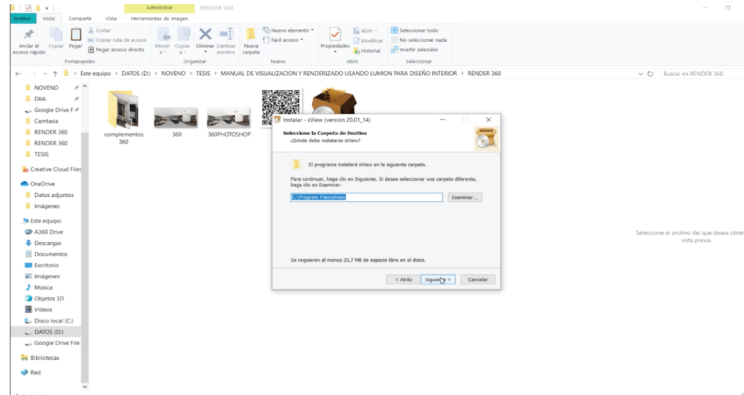 Administrar
RENDER 360
Archivo Inicio Compartir Vista Herramientas de imagen
Anclar al acceso rápido
Copiar
Pegar
Cortar
Copiar ruta de acceso
Pegar acceso directo
Mover a
Copiar a
Eliminar
Cambiar nombre
Nueva carpeta
Nuevo elemento
Fácil acceso
Propiedades
Abrir
Modificar
Historial
Seleccionar todo
No seleccionar nada
Invertir selección
Portapapeles
Organizar
Nuevo
Abrir
Seleccionar
Este equipo > DATOS (D:) > NOVENO > TESIS > MANUAL DE VISUALIZACION Y RENDERIZADO USANDO LUMION PARA DISEÑO INTERIOR > RENDER 360
Buscar en RENDER 360
NOVENO
DIIA
Google Drive F
Camtasia
RENDER 360
RENDER 360
TESIS
Creative Cloud Files
OneDrive
Datos adjuntos
Imágenes
Este equipo
A360 Drive
Descargas
Documentos
Escritorio
Imágenes
Música
Objetos 3D
Vídeos
Disco local (C:)
DATOS (D:)
Google Drive File
Bibliotecas
Red
complementos 360
360
360PHOTOSHOP
Instalar - sView (version 20.01_14)
Seleccione la Carpeta de Destino
¿Dónde debe instalarse sView?
El programa instalará sView en la siguiente carpeta.
Para continuar, haga clic en Siguiente. Si desea seleccionar una carpeta diferente,
haga clic en Examinar.
C:\Program Files\sView
Examinar...
Se requieren al menos 33,7 MB de espacio libre en el disco.
< Atrás
Siguiente >
Cancelar
Seleccione el archivo del que desea obten
vista previa.